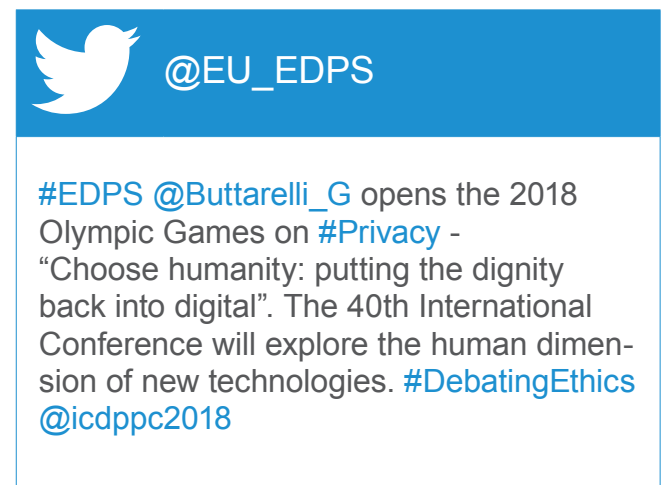 @EU_EDPS
#EDPS @Buttarelli_G opens the 2018
Olympic Games on #Privacy -
“Choose humanity: putting the dignity
back into digital”. The 40th International
Conference will explore the human dimen-
sion of new technologies. #DebatingEthics
@icdppc2018